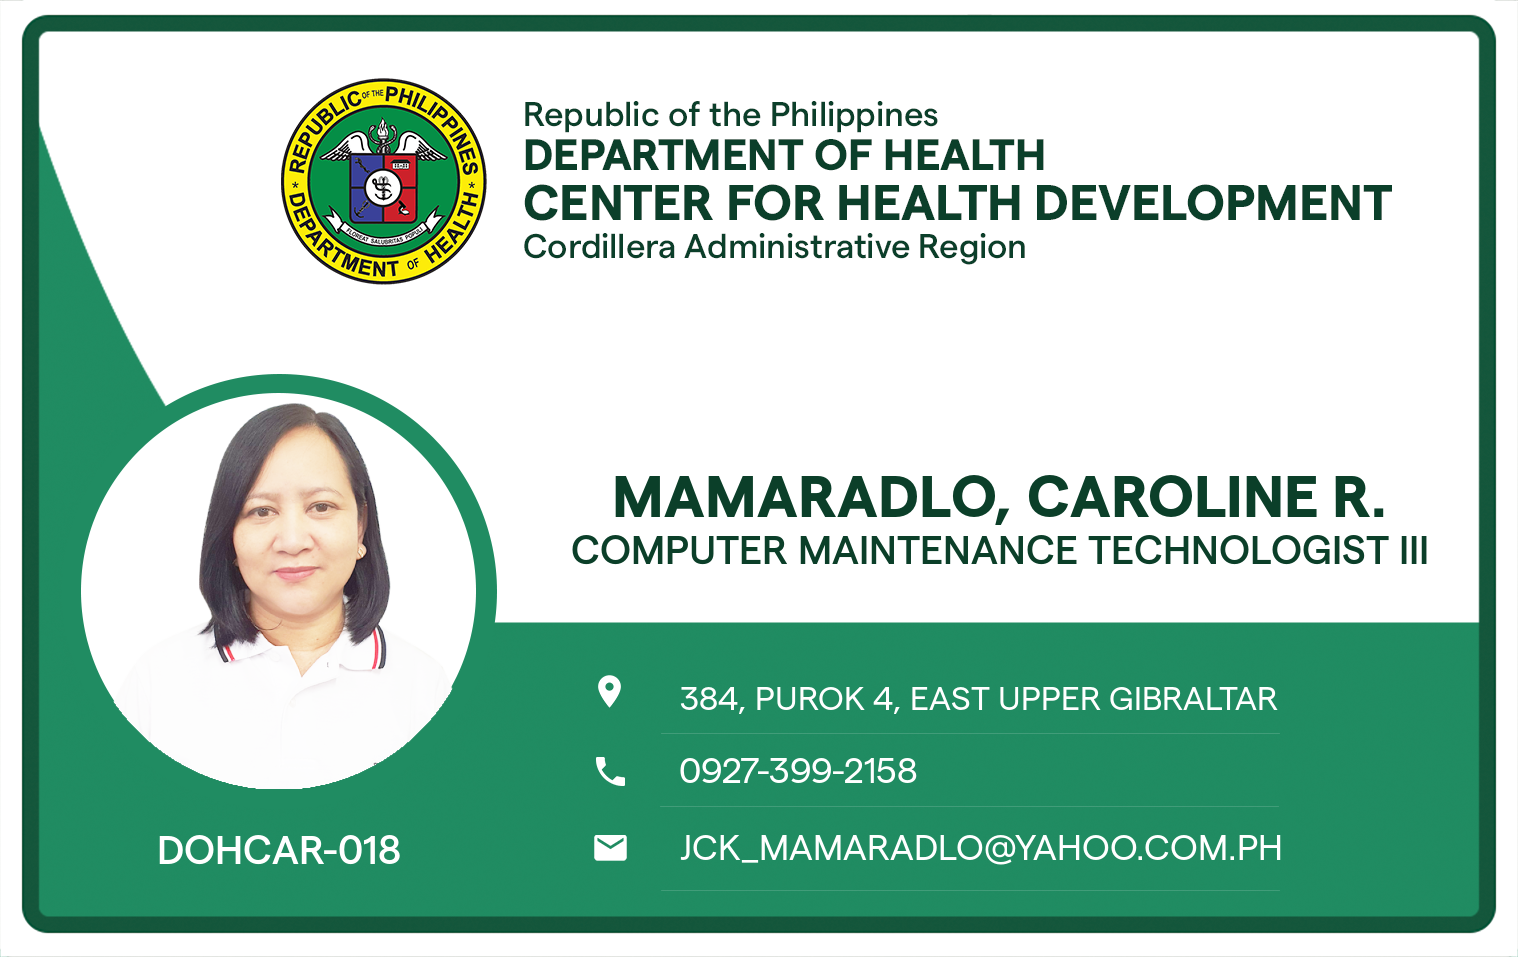 REPUBLIC OF THE PHILIPPINES
DEPARTMENT OF HEALTH
FLOREAT SALUBRITAS POPULI
Republic of the Philippines
DEPARTMENT OF HEALTH
CENTER FOR HEALTH DEVELOPMENT
Cordillera Administrative Region
MAMARADLO, CAROLINE R.
COMPUTER MAINTENANCE TECHNOLOGIST III
384, PUROK 4, EAST UPPER GIBRALTAR
0927-399-2158
JCK_MAMARADLO@YAHOO.COM.PH
DOHCAR-018